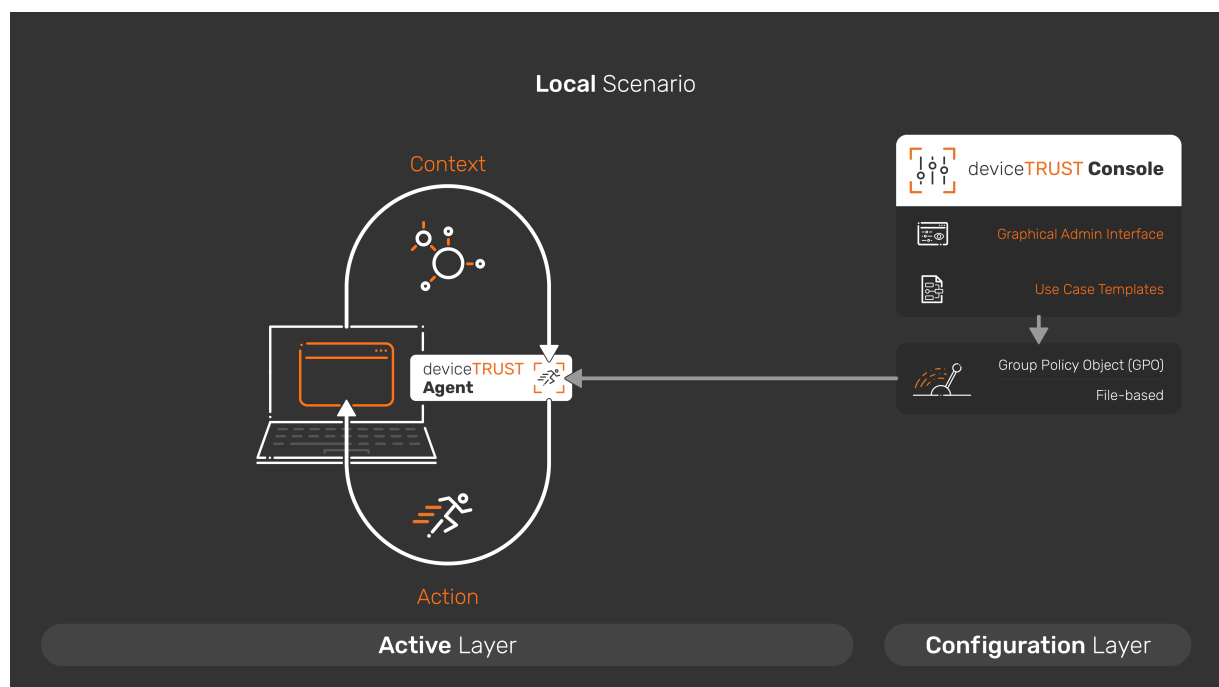 Local Scenario
Context
deviceTRUST Console
Graphical Admin Interface
Use Case Templates
deviceTRUST
Agent
Group Policy Object (GPO)
File-based
Action
Active Layer
Configuration Layer